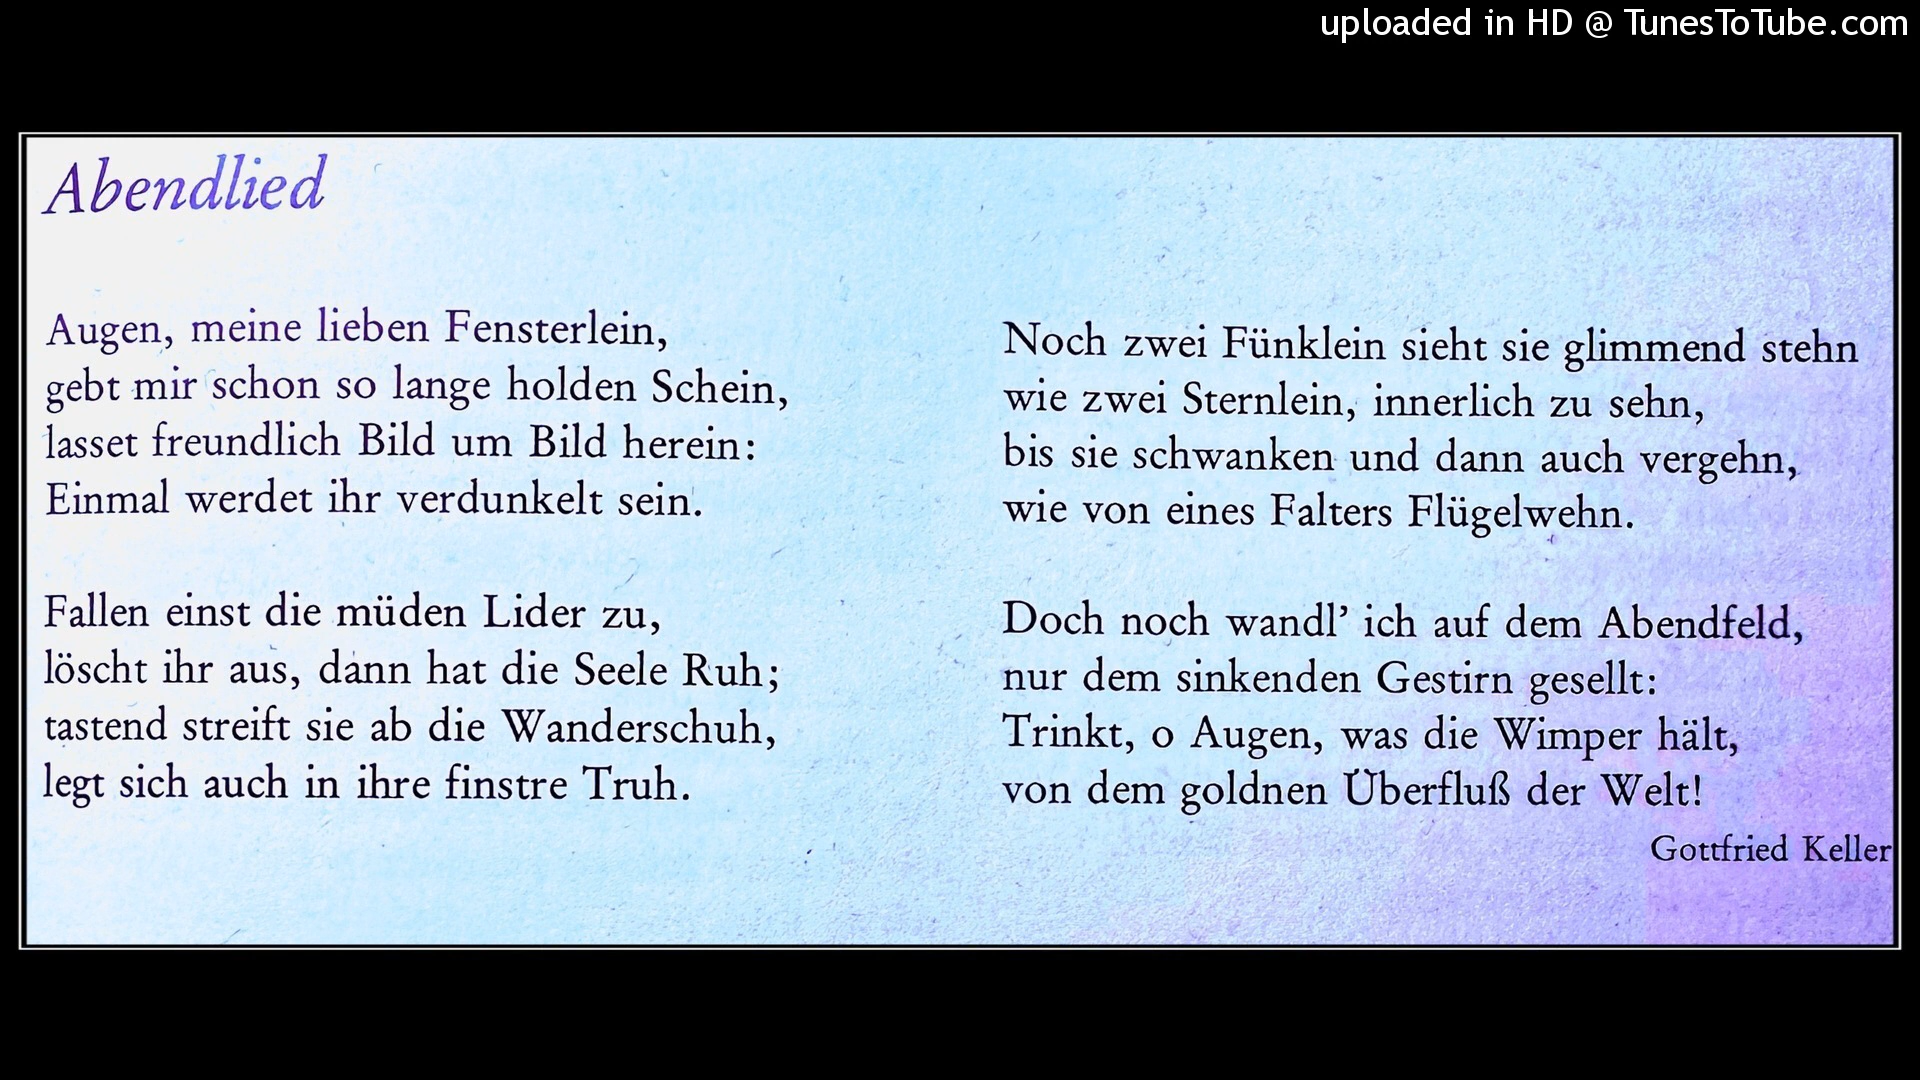 uploaded in HD @ TunesToTube.com
Abendlied
Augen, meine lieben Fensterlein,
gebt mir schon so lange holden Schein,
lasset freundlich Bild um Bild herein:
Einmal werdet ihr verdunkelt sein.
Fallen einst die müden Lider zu,
löscht ihr aus, dann hat die Seele Ruh;
tastend streift sie ab die Wanderschuh,
legt sich auch in ihre finstre Truh.
Noch zwei Fünklein sieht sie glimmend stehn
wie zwei Sternlein, innerlich zu sehn,
bis sie schwanken und dann auch vergehn,
wie von eines Falters Flügelwehn.
Doch noch wandl’ ich auf dem Abendfeld,
nur dem sinkenden Gestirn gesellt:
Trinkt, o Augen, was die Wimper hält,
von dem goldnen Überfluß der Welt!
Gottfried Keller